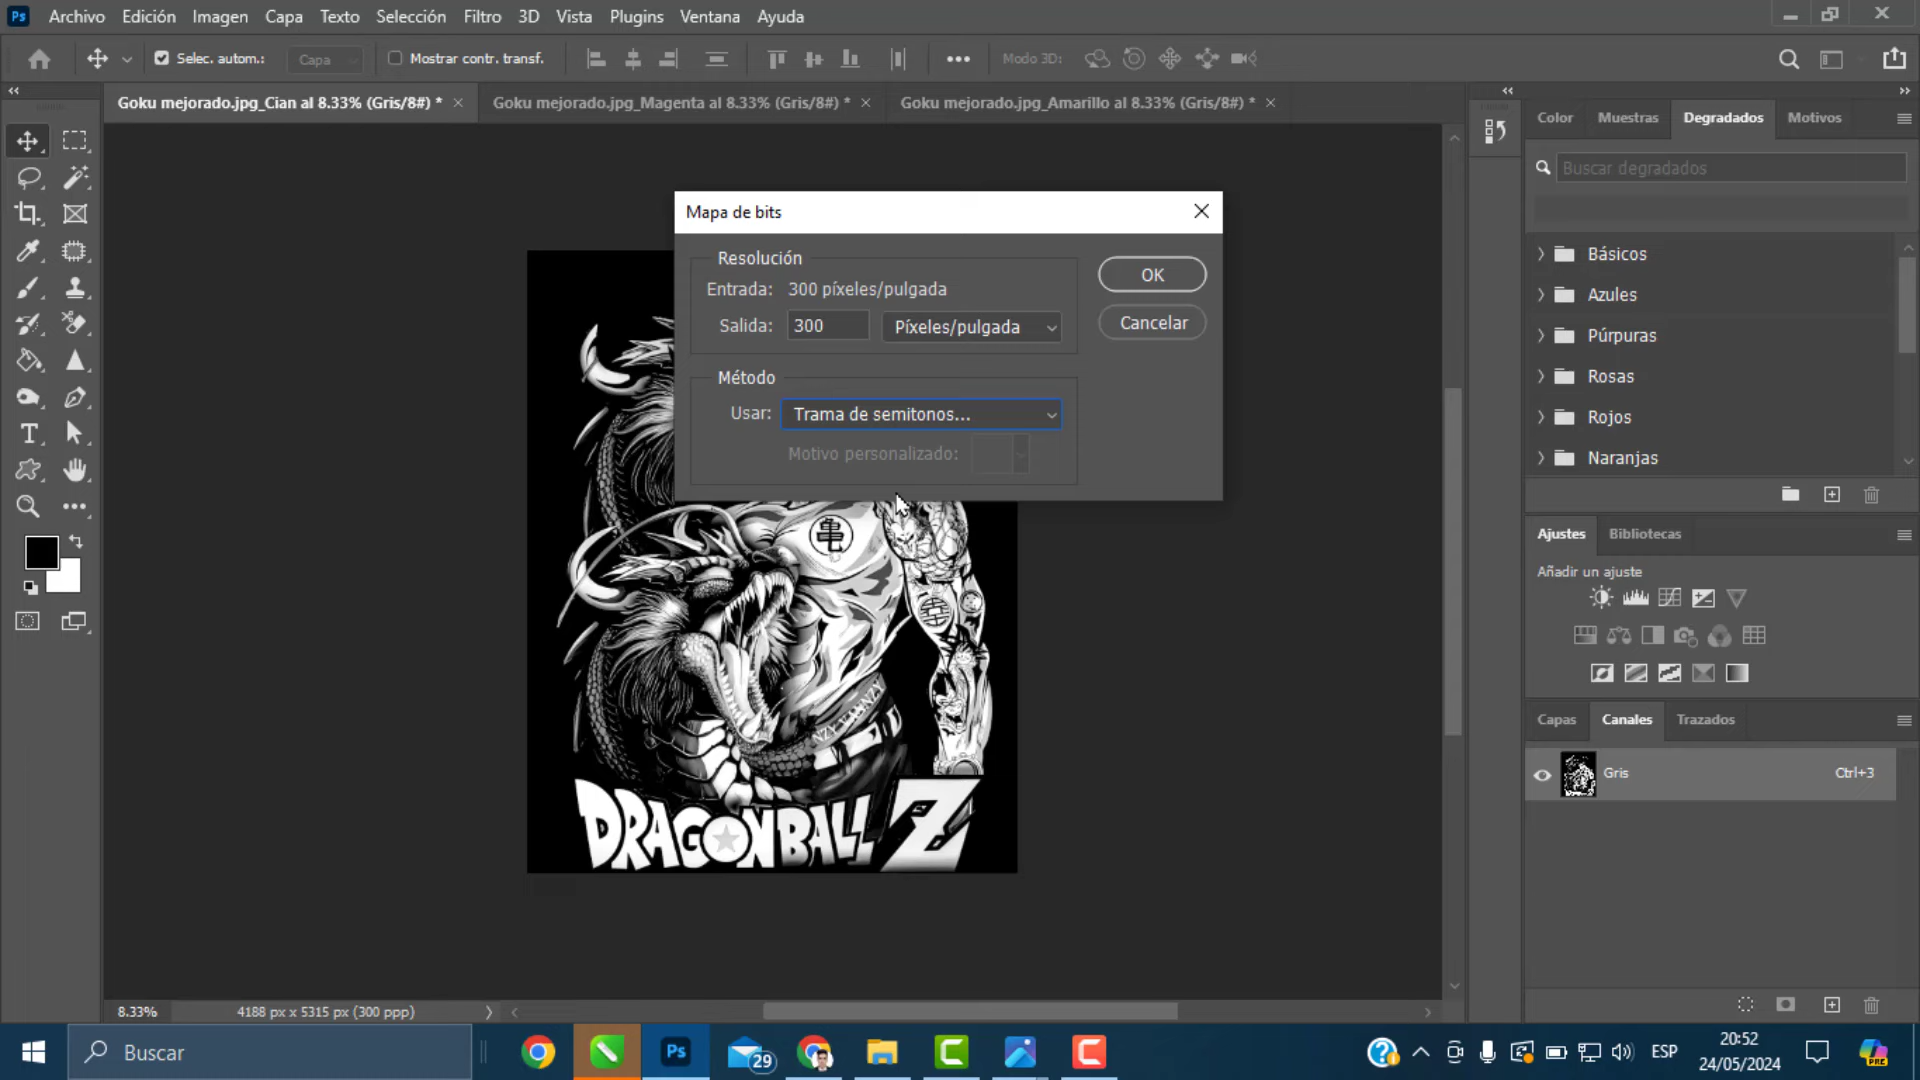 Ps Archivo Edición Imagen Capa Texto Selección Filtro 3D Vista Plugins Ventana Ayuda
Selec. autom.: Capa Mostrar contr. transf. Modo 3D:
Goku mejorado.jpg_Cian al 8.33% (Gris/8#) * Goku mejorado.jpg_Magenta al 8.33% (Gris/8#) * Goku mejorado.jpg_Amarillo al 8.33% (Gris/8#) *
Mapa de bits
Resolución
Entrada: 300 píxeles/pulgada
Salida: 300 Píxeles/pulgada
Método
Usar: Trama de semitonos...
Motivo personalizado:
OK
Cancelar
亀
DRAGONBALL Z
Color Muestras Degradados Motivos
Buscar degradados
Básicos
Azules
Púrpuras
Rosas
Rojos
Naranjas
Ajustes Bibliotecas
Añadir un ajuste
Capas Canales Trazados
Gris Ctrl+3
8.33% 4188 px x 5315 px (300 ppp)
Buscar
Ps
29
ESP
20:52
24/05/2024
PRE